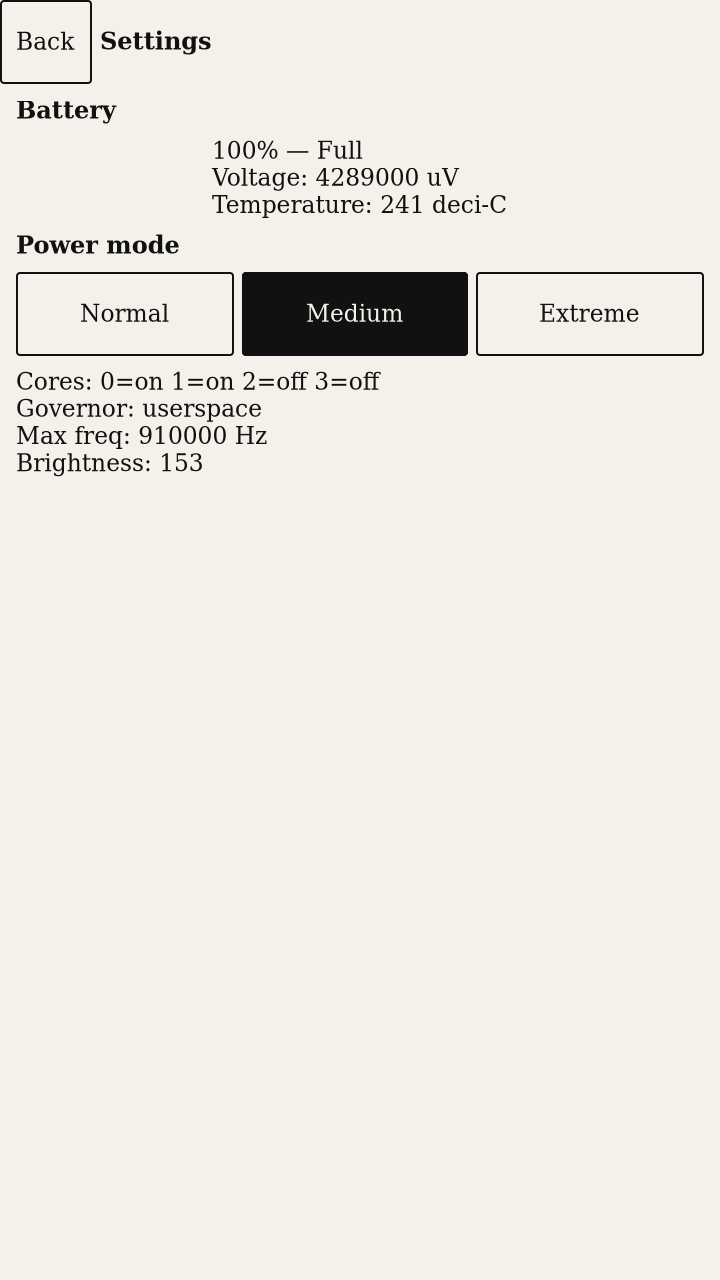 Back Settings
Battery
100% — Full
Voltage: 4289000 uV
Temperature: 241 deci-C
Power mode
Normal Medium Extreme
Cores: 0=on 1=on 2=off 3=off
Governor: userspace
Max freq: 910000 Hz
Brightness: 153